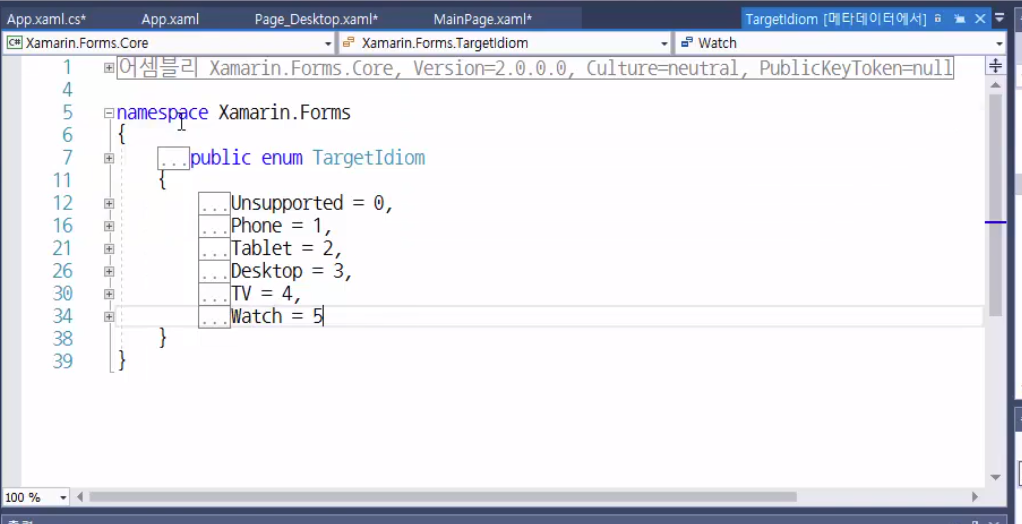 App.xaml.cs* App.xaml Page_Desktop.xaml* MainPage.xaml* TargetIdiom [메타데이터에서]
C# Xamarin.Forms.Core Xamarin.Forms.TargetIdiom Watch
1 어셈블리 Xamarin.Forms.Core, Version=2.0.0.0, Culture=neutral, PublicKeyToken=null
4
5 namespace Xamarin.Forms
6 {
7 ...public enum TargetIdiom
11 {
12 ...Unsupported = 0,
16 ...Phone = 1,
21 ...Tablet = 2,
26 ...Desktop = 3,
30 ...TV = 4,
34 ...Watch = 5
38 }
39 }
100 %